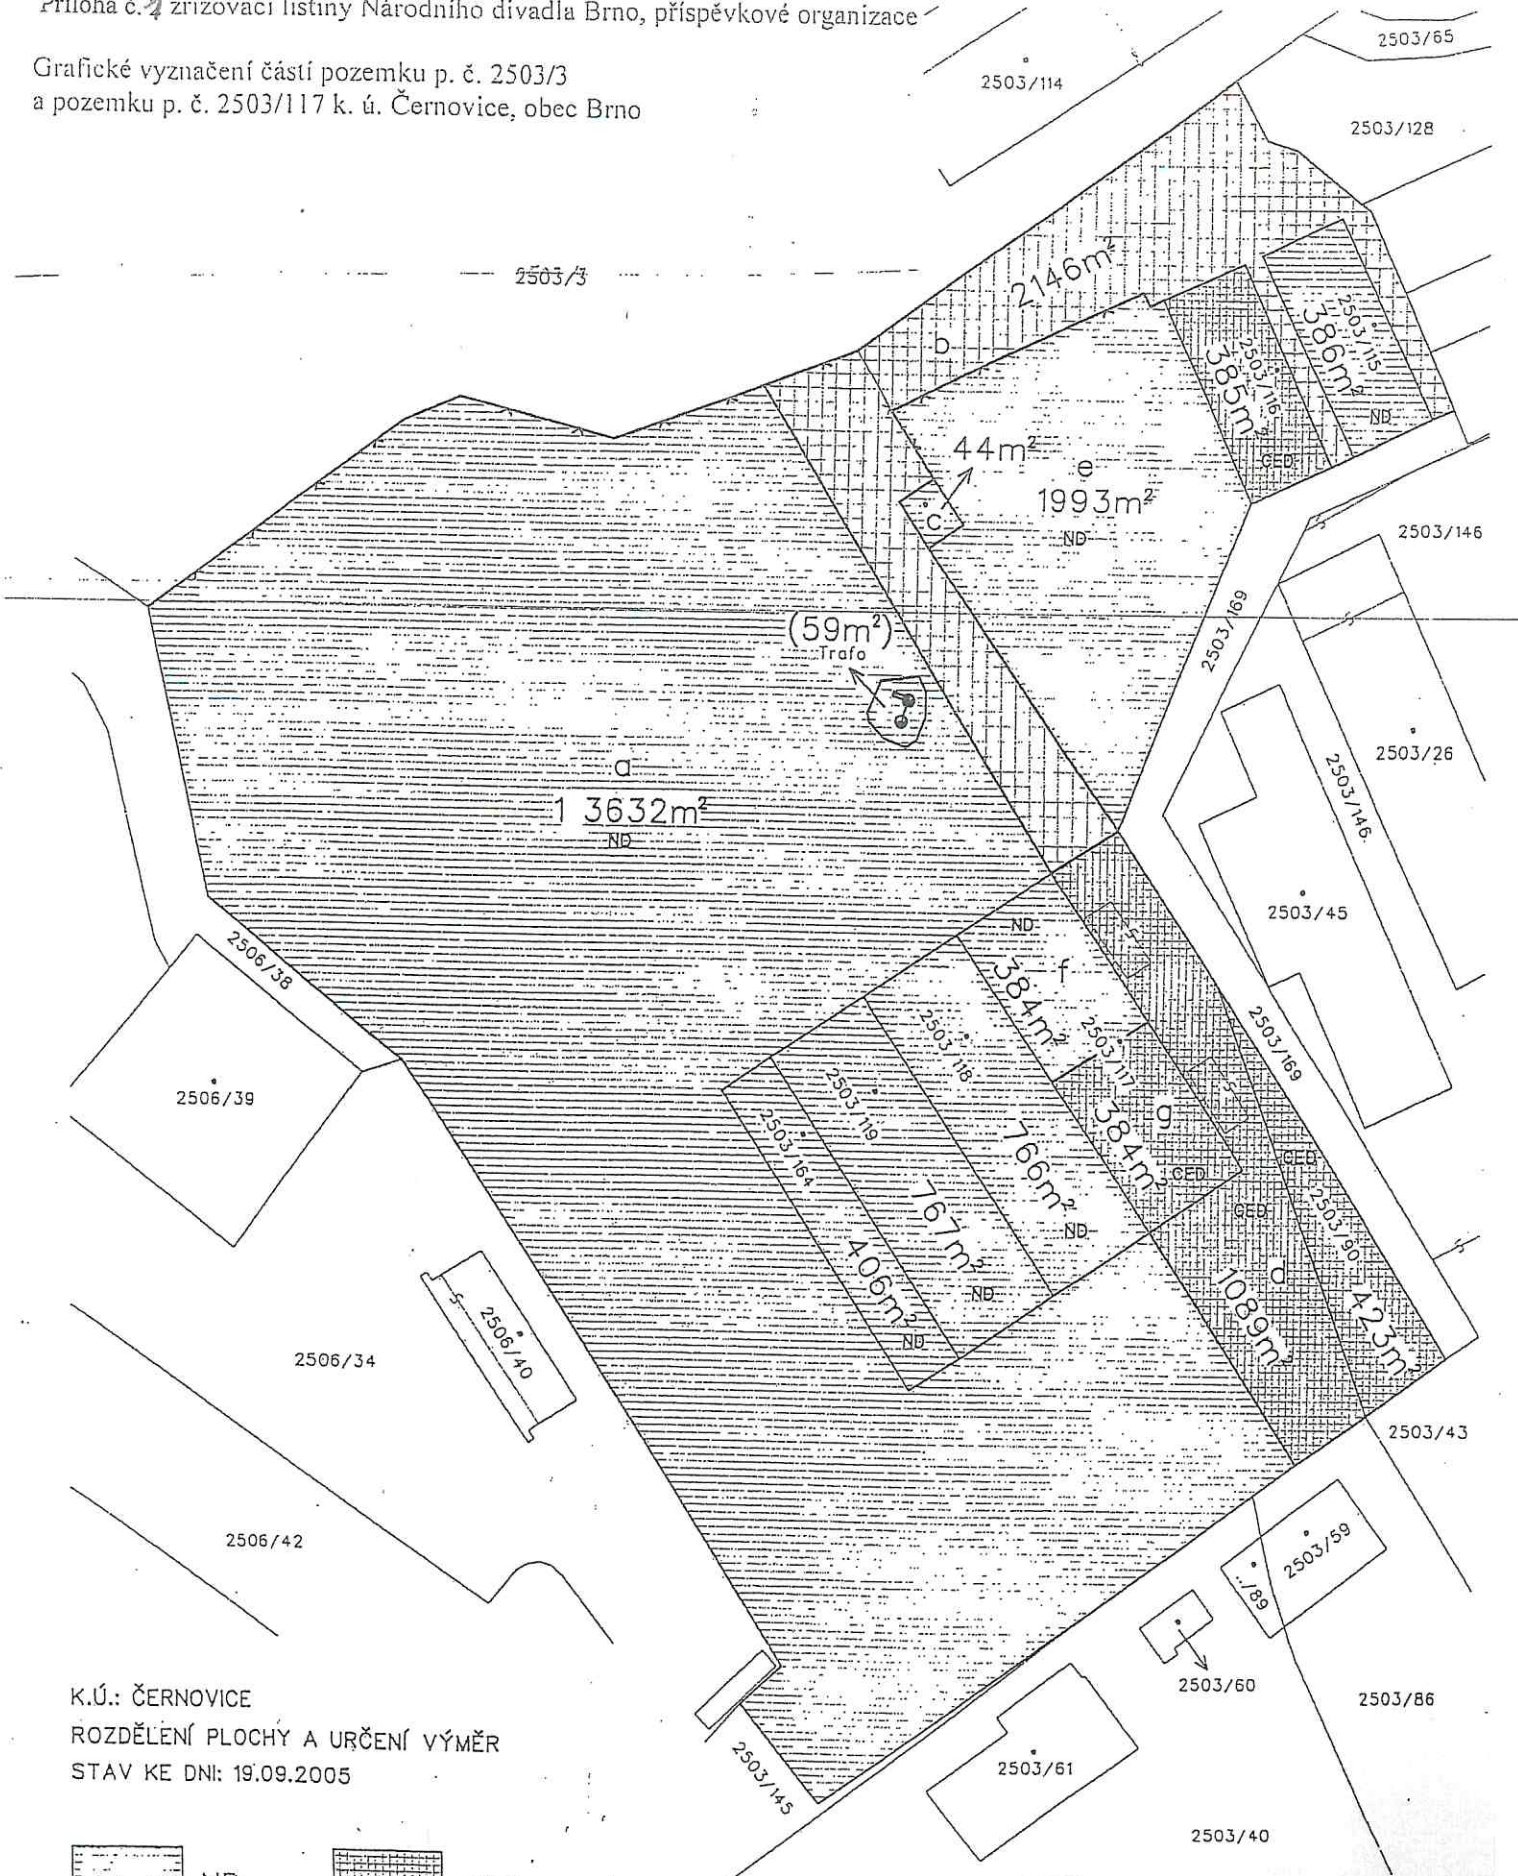 Příloha č. 4 zřizovací listiny Národního divadla Brno, příspěvkové organizace
Grafické vyznačení částí pozemku p. č. 2503/3
a pozemku p. č. 2503/117 k. ú. Černovice, obec Brno
2503/65
2503/114
2503/128
2503/3
2146m²
b
2503/115
386m²
ND
2503/116
385m²
CED
44m²
e
1993m²
c
ND
2503/146
2503/169
(59m²)
Trafo
2503/26
2503/146
a
1 3632m²
ND
2503/45
ND
2506/38
f
384m²
2503/117
2503/118
2503/169
2503/119
2506/39
2503/164
g
384m²
CED
766m²
ND
CED
CED
2503/90
767m²
ND
406m²
ND
d
1089m²
423m²
2506/40
2506/34
2503/43
2506/42
2503/59
../89
2503/60
2503/86
K.Ú.: ČERNOVICE
ROZDĚLENÍ PLOCHY A URČENÍ VÝMĚR
STAV KE DNI: 19.09.2005
2503/145
2503/61
2503/40